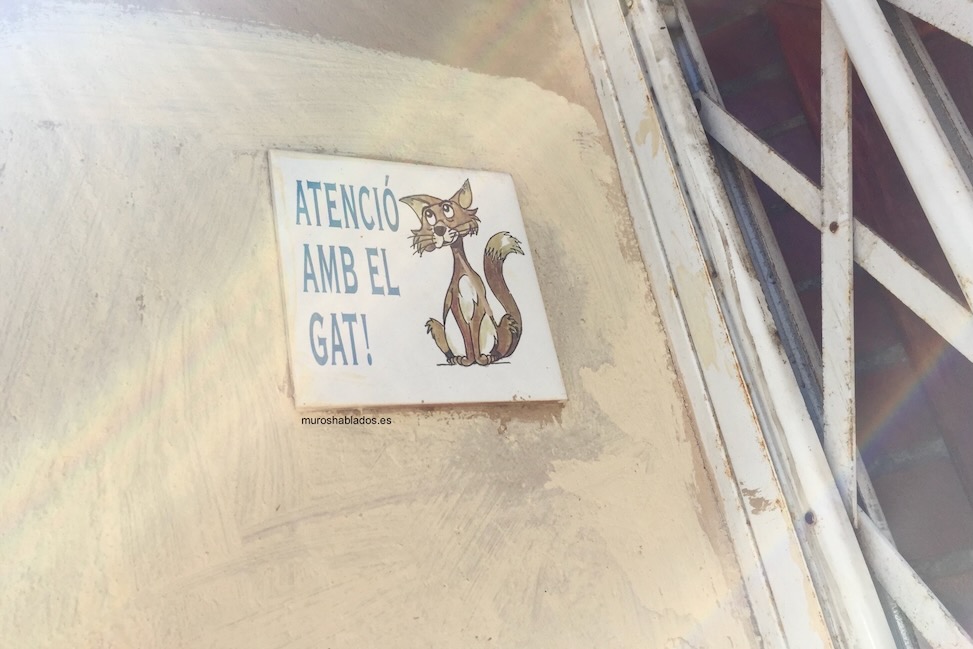 ATENCIÓ
AMB EL
GAT!
muroshablados.es